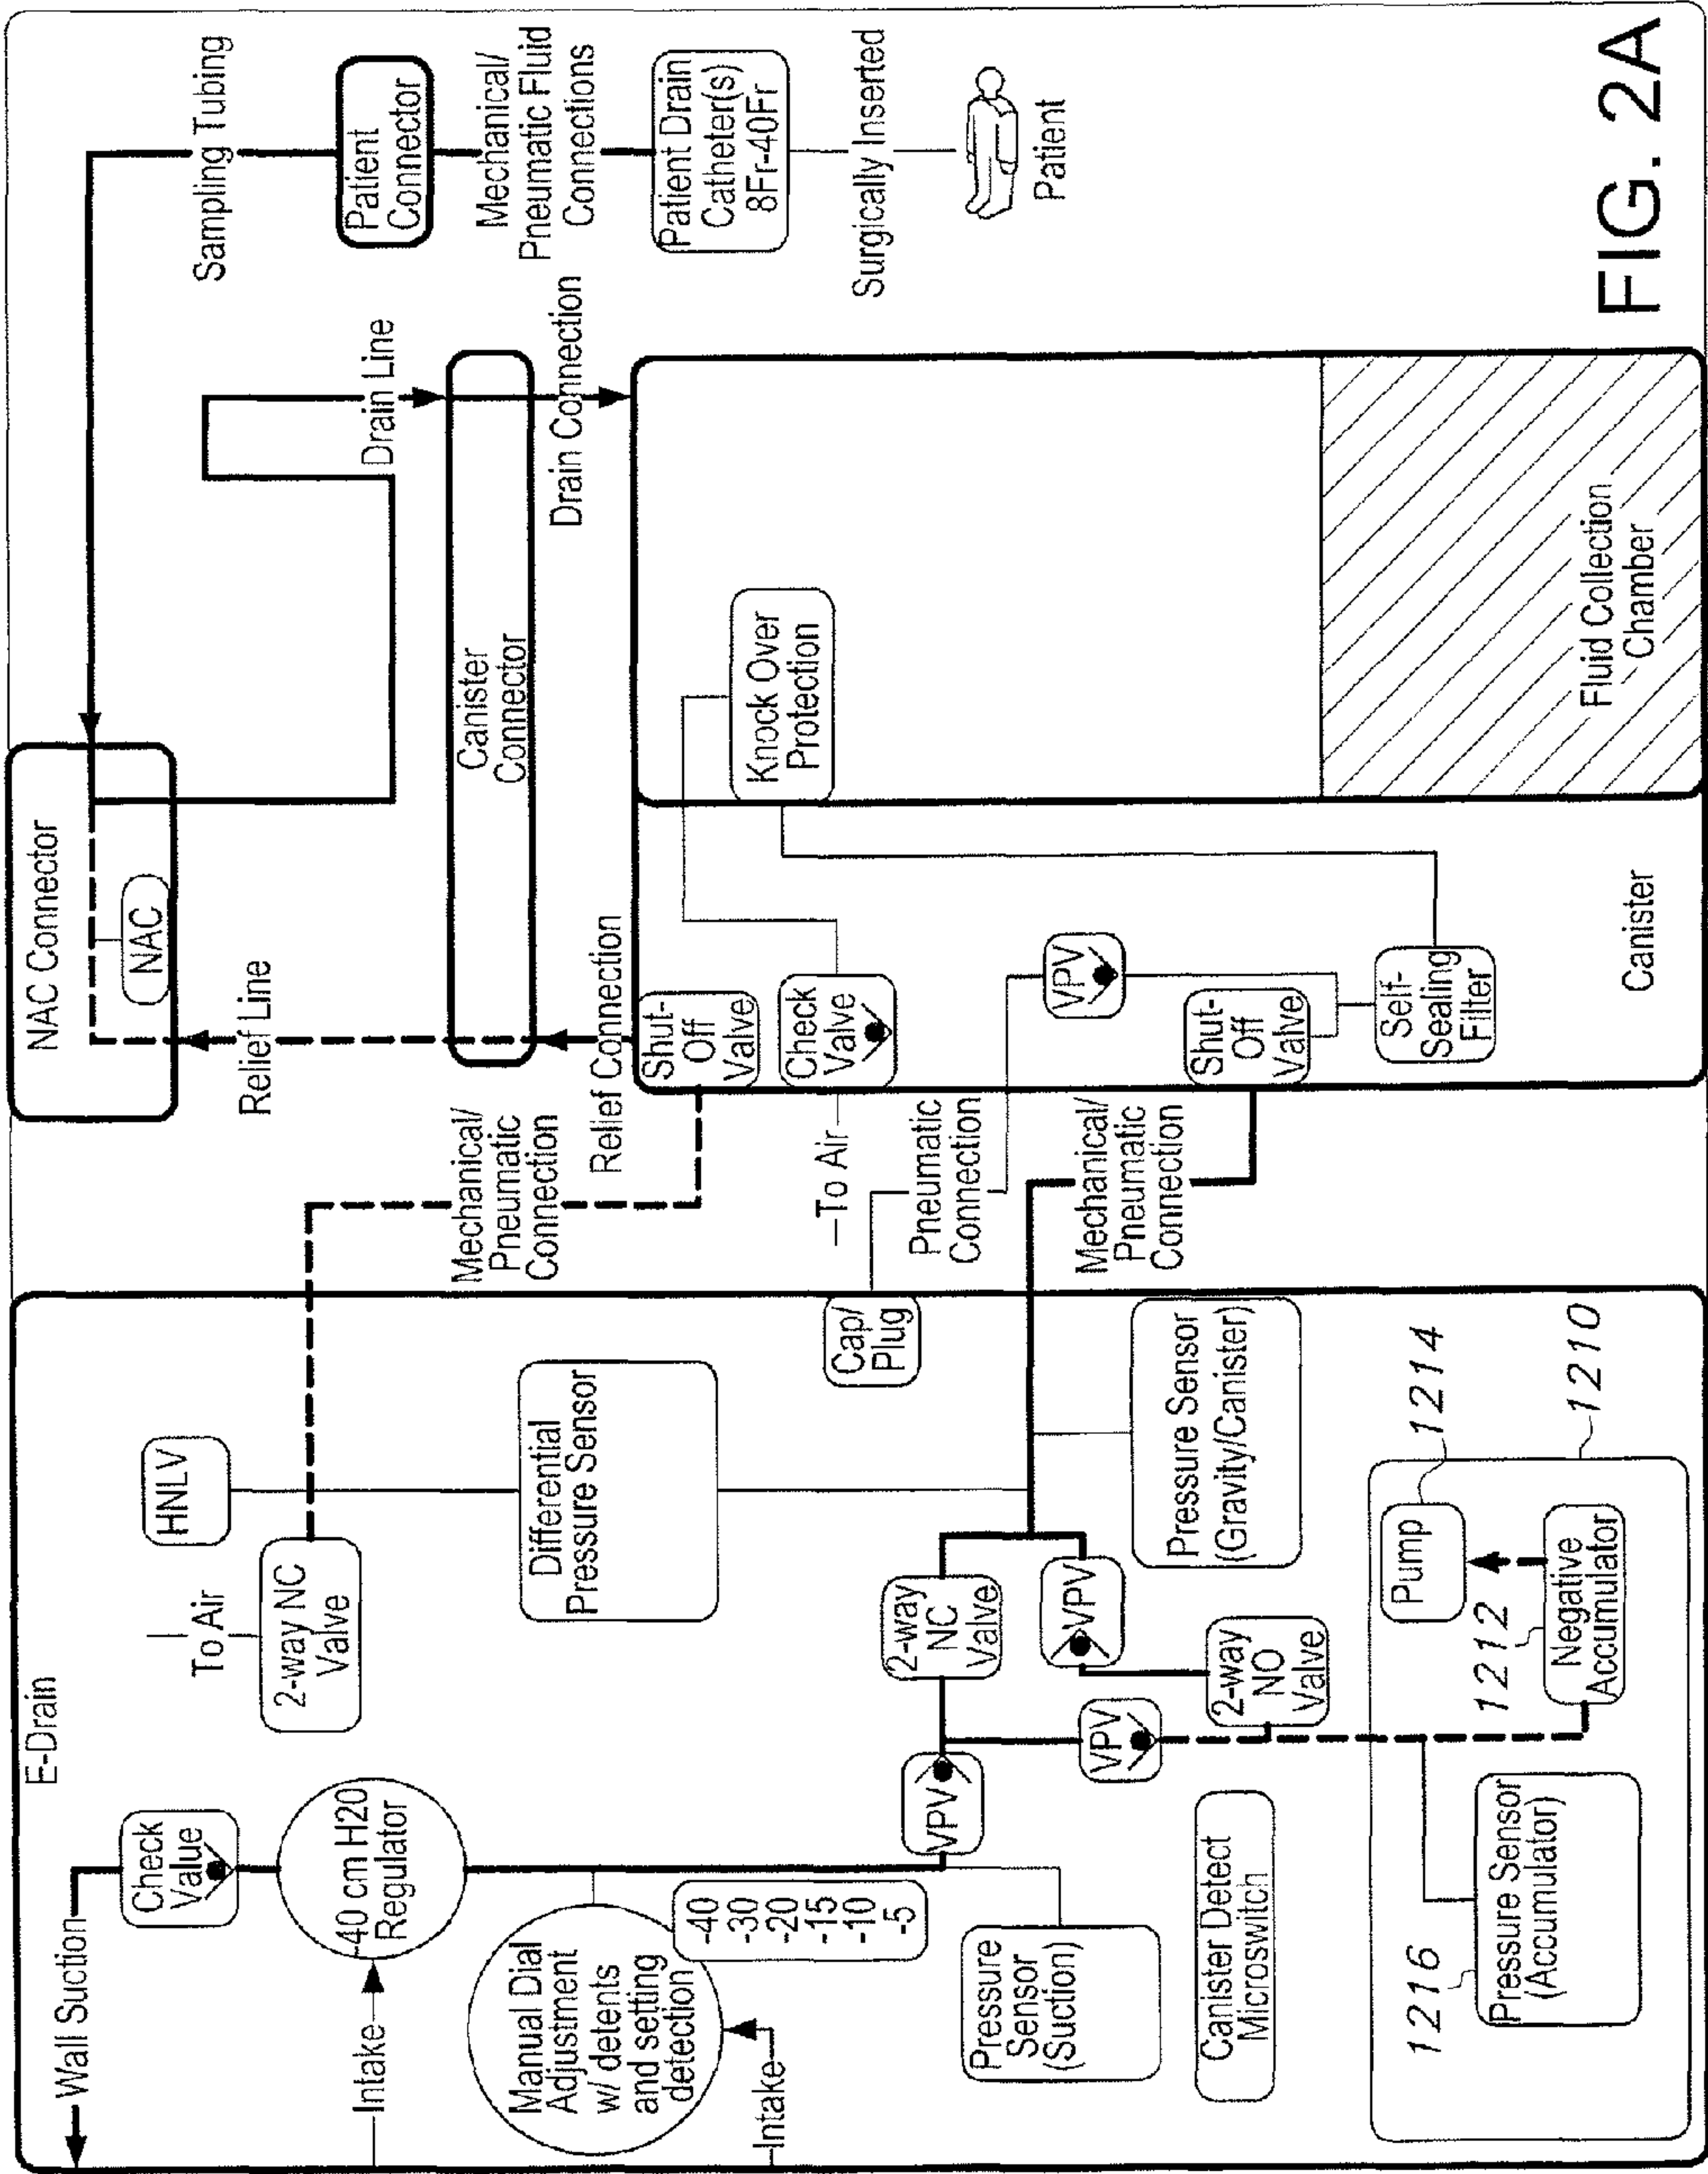 E-Drain
Wall Suction
Check
Value
-40 cm H20
Regulator
Intake
Manual Dial
Adjustment
w/ detents
and setting
detection
Intake
-40
-30
-20
-15
-10
-5
Pressure
Sensor
(Suction)
Canister Detect
Microswitch
To Air
2-way NC
Valve
HNLV
Differential
Pressure Sensor
Cap/
Plug
VPV
2-way
NC
Valve
VPV
VPV
2-way
NO
Valve
Pressure Sensor
(Gravity/Canister)
1216
Pressure Sensor
(Accumulator)
1212
Negative
Accumulator
Pump
1214
1210
Mechanical/
Pneumatic
Connection
To Air
Pneumatic
Connection
Mechanical/
Pneumatic
Connection
NAC Connector
NAC
Relief Line
Canister
Connector
Relief Connection
Shut-
Off
Valve
Check
Valve
VPV
Shut-
Off
Valve
Self-
Sealing
Filter
Canister
Knock Over
Protection
Fluid Collection
Chamber
Drain Line
Drain Connection
Sampling Tubing
Patient
Connector
Mechanical/
Pneumatic Fluid
Connections
Patient Drain
Catheter(s)
8Fr-40Fr
Surgically Inserted
Patient
FIG. 2A